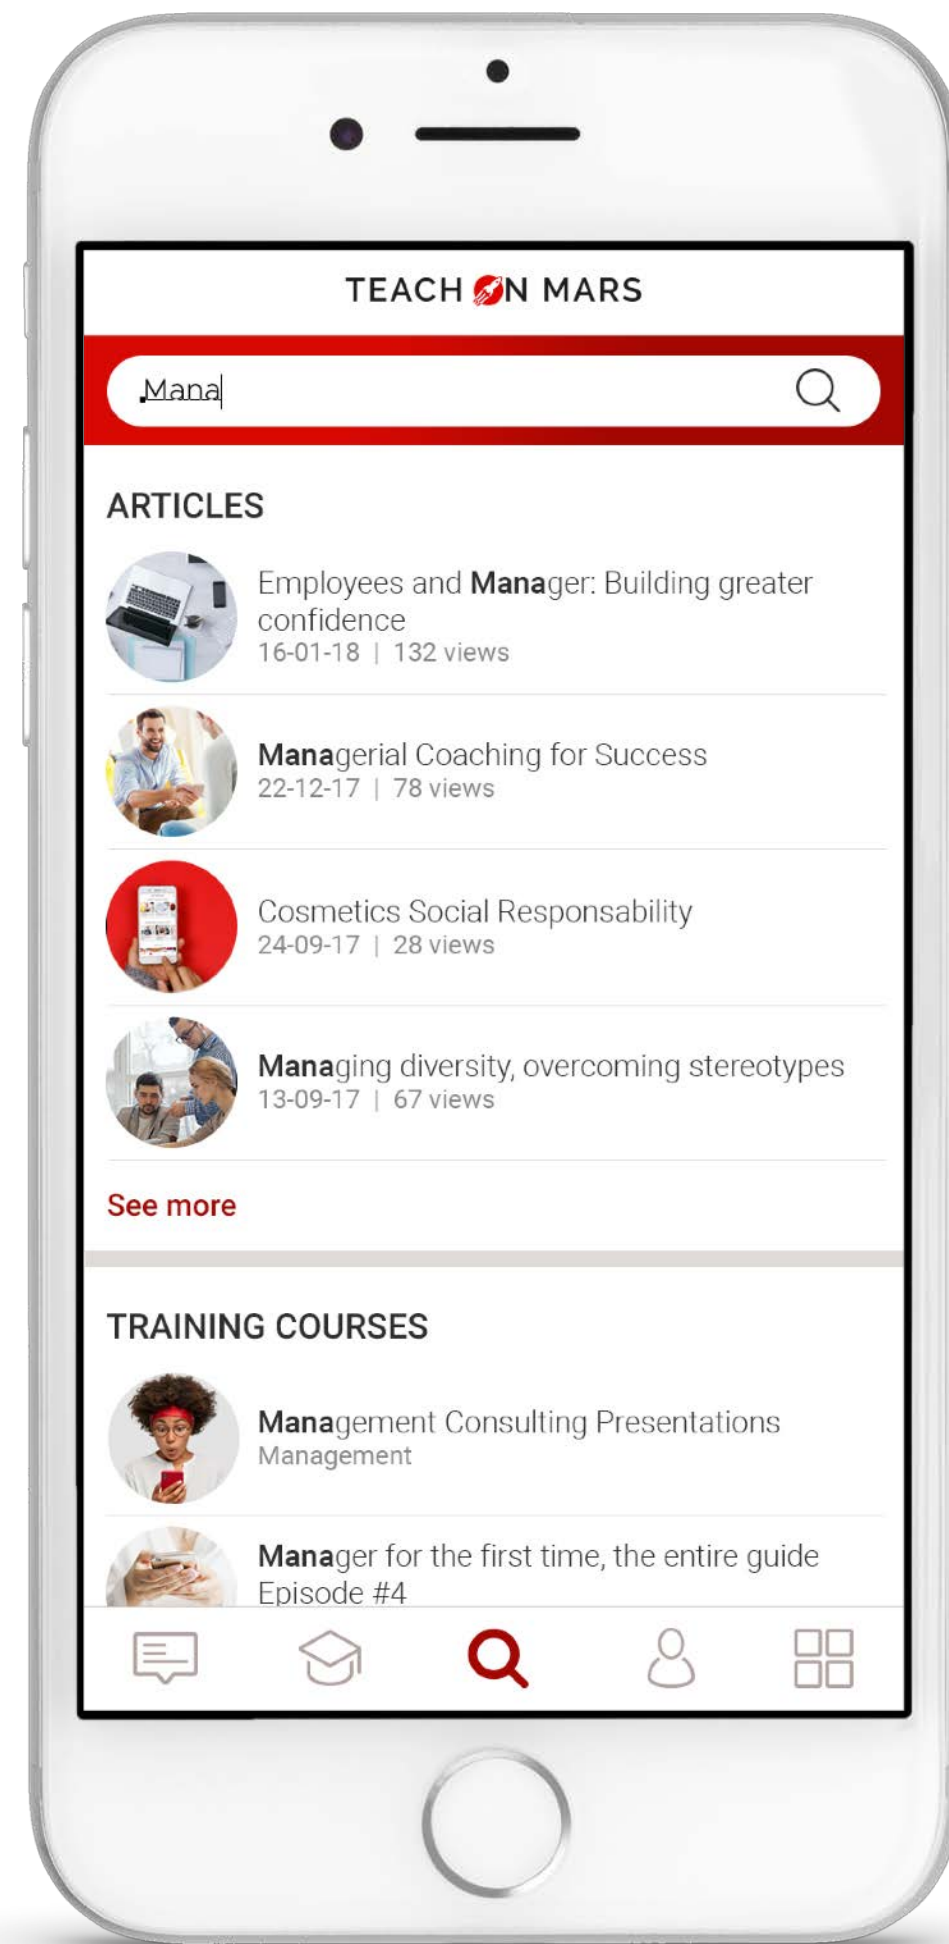 TEACH ON MARS
Mana
ARTICLES
Employees and Manager: Building greater
confidence
16-01-18 | 132 views
Managerial Coaching for Success
22-12-17 | 78 views
Cosmetics Social Responsability
24-09-17 | 28 views
Managing diversity, overcoming stereotypes
13-09-17 | 67 views
See more
TRAINING COURSES
Management Consulting Presentations
Management
Manager for the first time, the entire guide
Episode #4